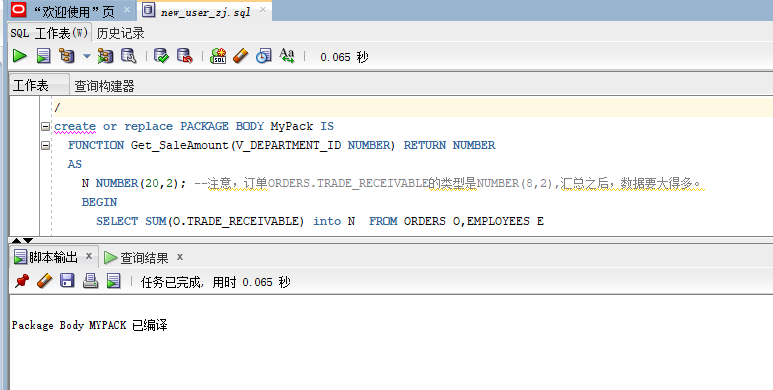 “欢迎使用”页 × new_user_zj.sql ×
SQL 工作表(W) 历史记录
SQL Aa 0.065 秒
工作表 查询构建器
/
create or replace PACKAGE BODY MyPack IS
FUNCTION Get_SaleAmount(V_DEPARTMENT_ID NUMBER) RETURN NUMBER
AS
N NUMBER(20,2); --注意，订单ORDERS.TRADE_RECEIVABLE的类型是NUMBER(8,2),汇总之后，数据要大得多。
BEGIN
SELECT SUM(O.TRADE_RECEIVABLE) into N  FROM ORDERS O,EMPLOYEES E
脚本输出 × 查询结果 ×
任务已完成, 用时 0.065 秒
Package Body MYPACK 已编译